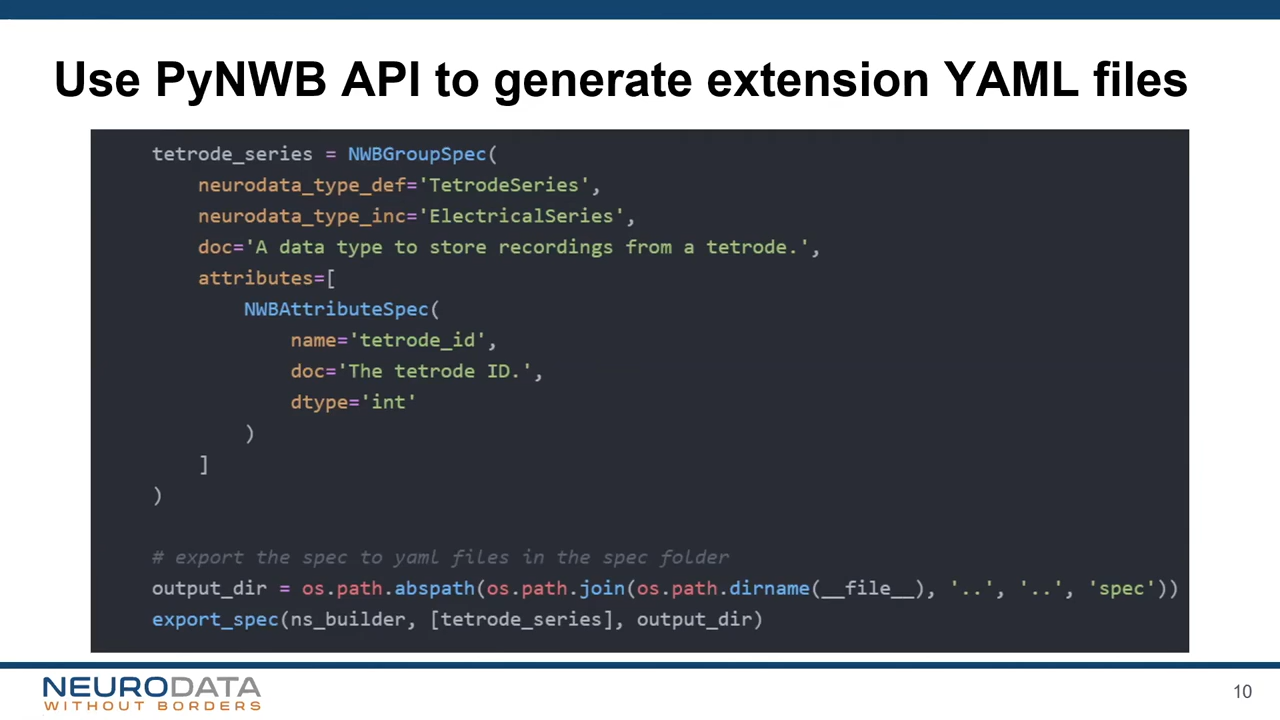 Use PyNWB API to generate extension YAML files
tetrode_series = NWBGroupSpec(
neurodata_type_def='TetrodeSeries',
neurodata_type_inc='ElectricalSeries',
doc='A data type to store recordings from a tetrode.',
attributes=[
NWBAttributeSpec(
name='tetrode_id',
doc='The tetrode ID.',
dtype='int'
)
]
)
# export the spec to yaml files in the spec folder
output_dir = os.path.abspath(os.path.join(os.path.dirname(__file__), '..', '..', 'spec'))
export_spec(ns_builder, [tetrode_series], output_dir)
NEURODATA
WITHOUT BORDERS
10